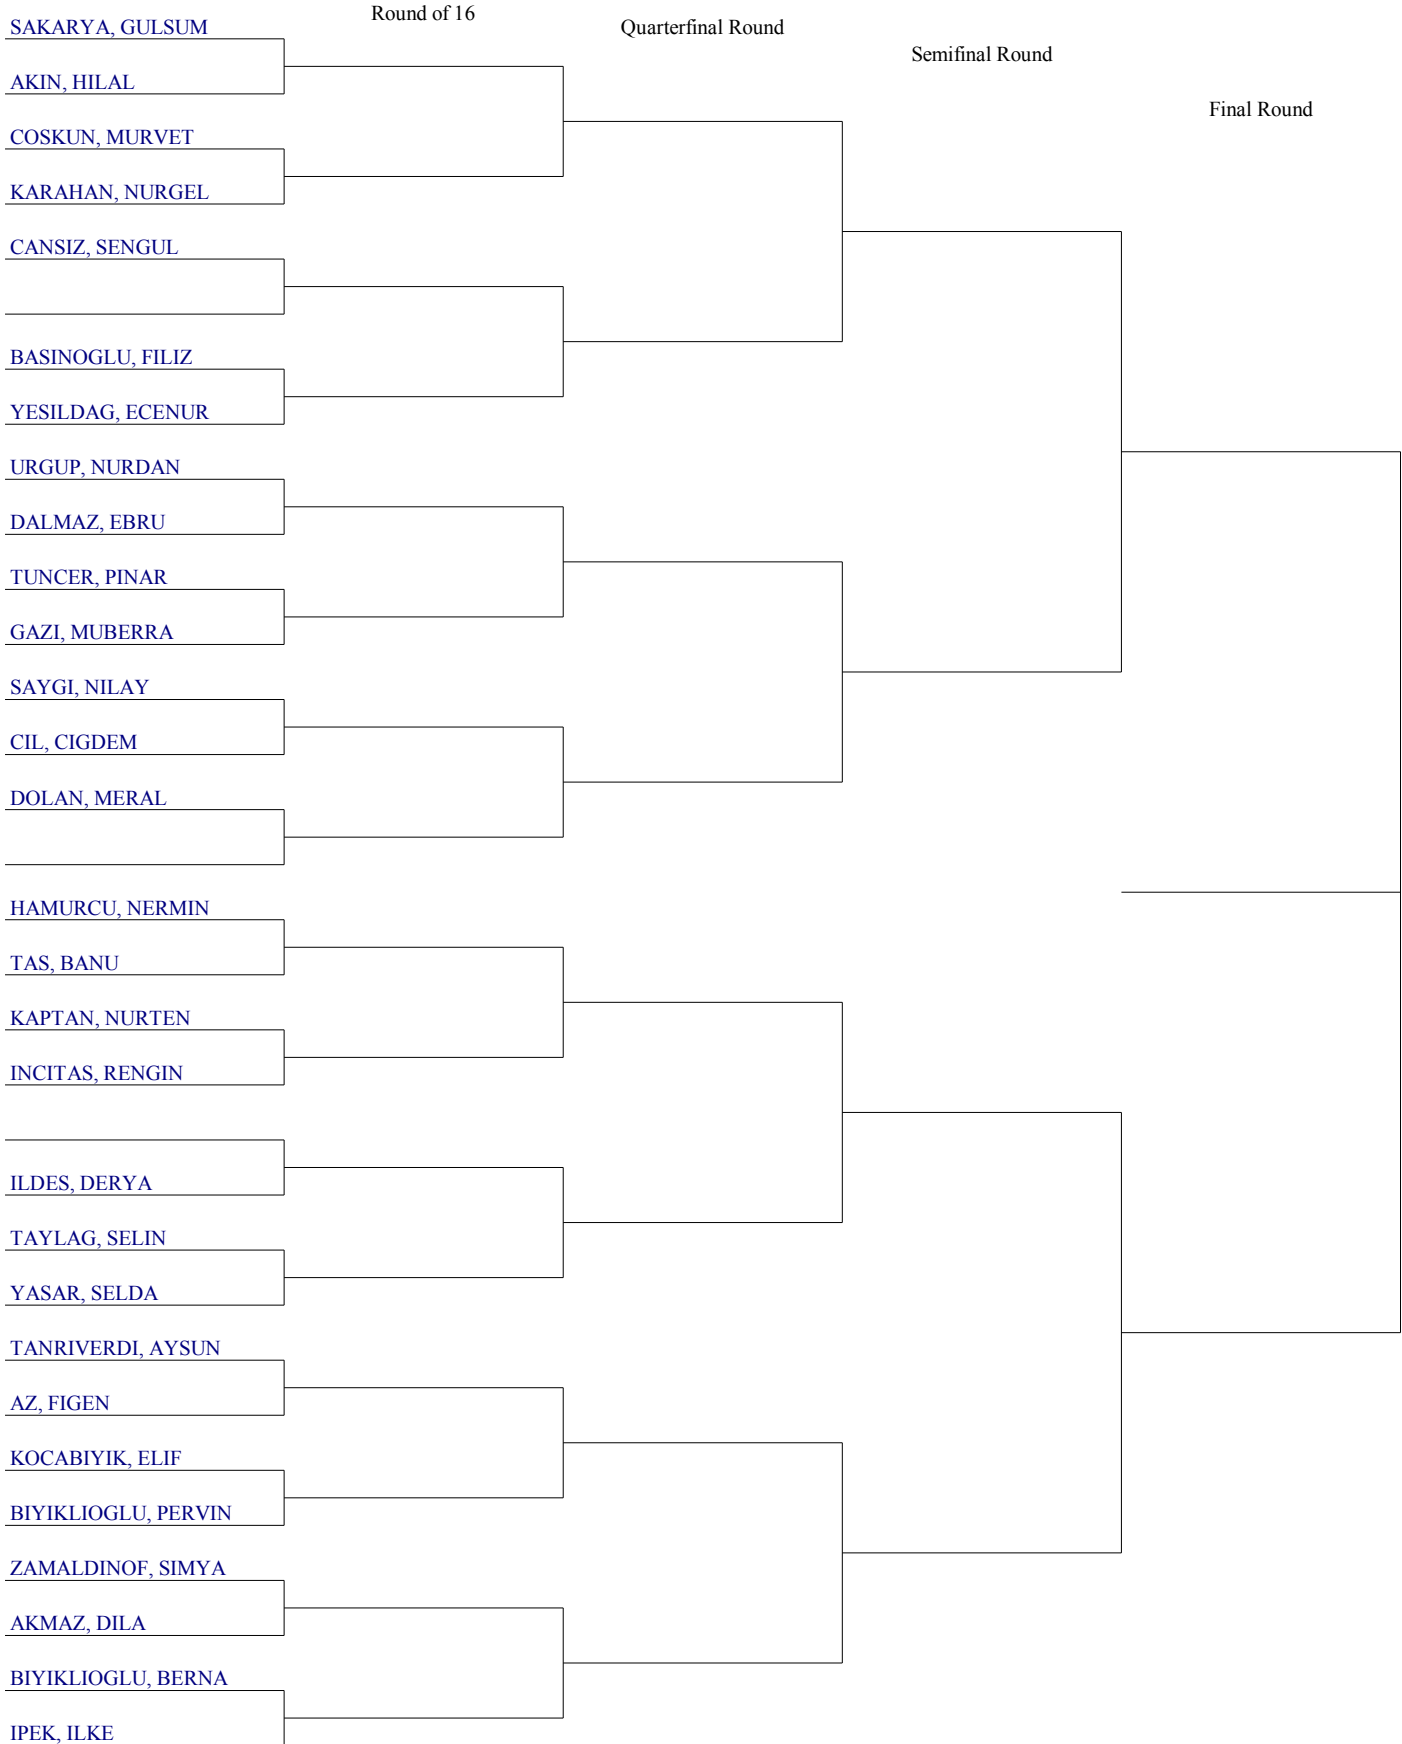 Round of 16
Quarterfinal Round
Semifinal Round
Final Round
SAKARYA, GULSUM
AKIN, HILAL
COSKUN, MURVET
KARAHAN, NURGEL
CANSIZ, SENGUL
BASINOGLU, FILIZ
YESILDAG, ECENUR
URGUP, NURDAN
DALMAZ, EBRU
TUNCER, PINAR
GAZI, MUBERRA
SAYGI, NILAY
CIL, CIGDEM
DOLAN, MERAL
HAMURCU, NERMIN
TAS, BANU
KAPTAN, NURTEN
INCITAS, RENGIN
ILDES, DERYA
TAYLAG, SELIN
YASAR, SELDA
TANRIVERDI, AYSUN
AZ, FIGEN
KOCABIYIK, ELIF
BIYIKLIOGLU, PERVIN
ZAMALDINOF, SIMYA
AKMAZ, DILA
BIYIKLIOGLU, BERNA
IPEK, ILKE